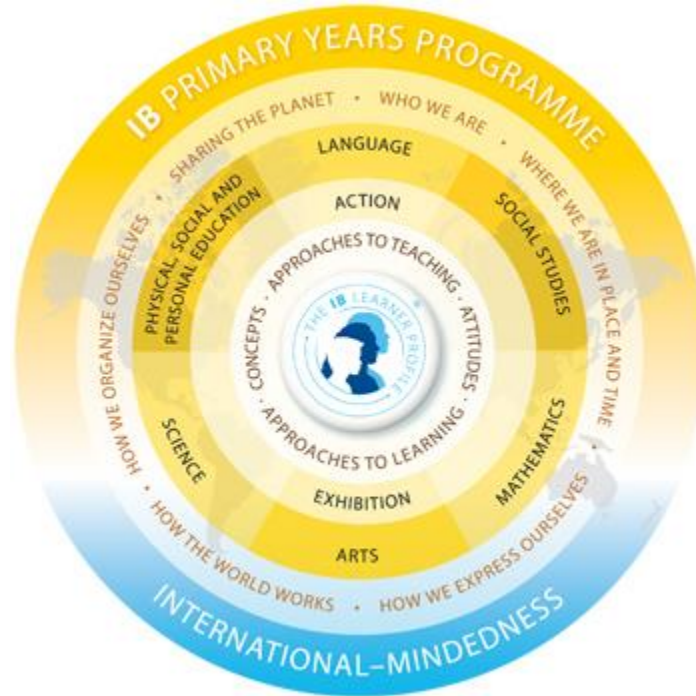 IB PRIMARY YEARS PROGRAMME
SHARING THE PLANET
WHO WE ARE
WHERE WE ARE IN PLACE AND TIME
HOW WE EXPRESS OURSELVES
HOW THE WORLD WORKS
HOW WE ORGANIZE OURSELVES
LANGUAGE
SOCIAL STUDIES
MATHEMATICS
ARTS
SCIENCE
PHYSICAL, SOCIAL AND
PERSONAL EDUCATION
ACTION
EXHIBITION
APPROACHES TO TEACHING
ATTITUDES
APPROACHES TO LEARNING
CONCEPTS
THE IB LEARNER PROFILE
INTERNATIONAL–MINDEDNESS